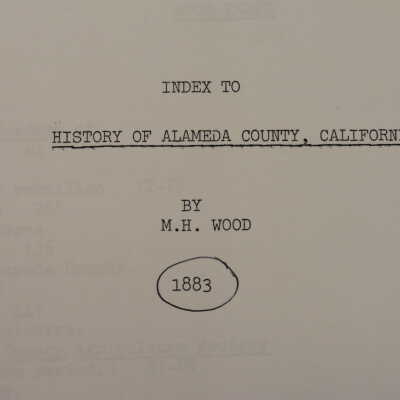 INDEX TO
HISTORY OF ALAMEDA COUNTY, CALIFORNI
BY
M.H. WOOD
1883